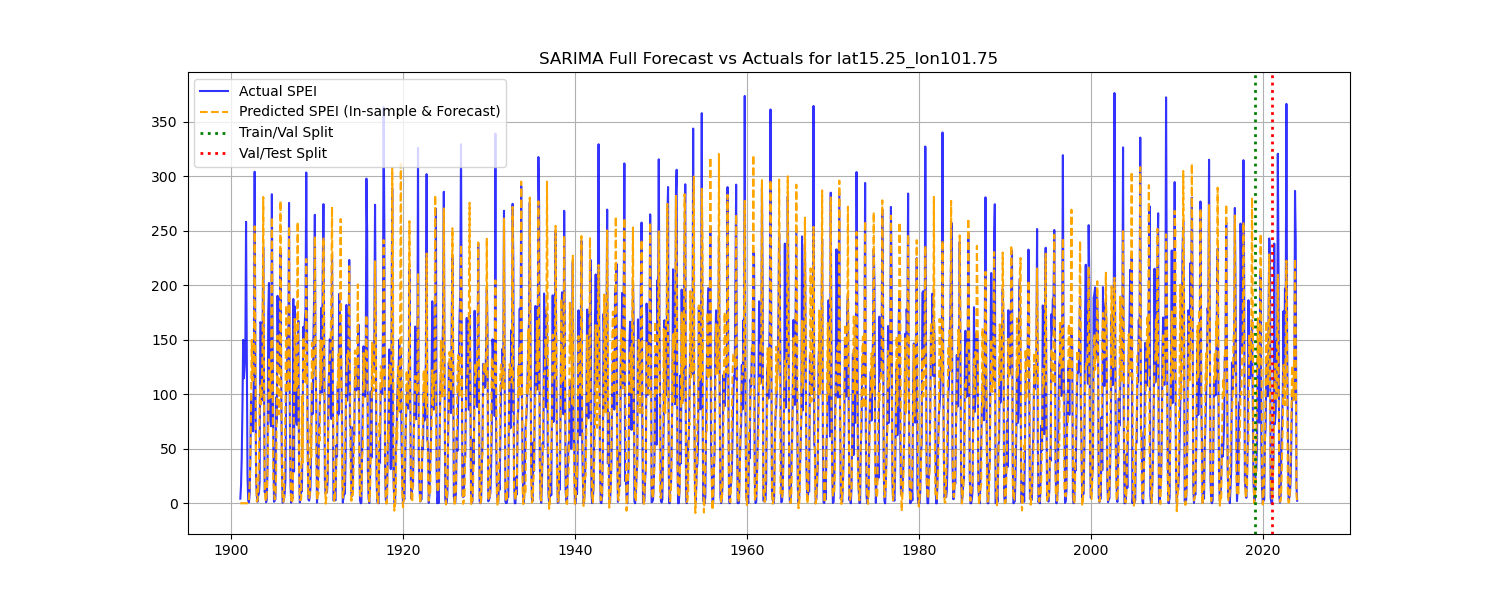 SARIMA Full Forecast vs Actuals for lat15.25_lon101.75
Actual SPEI
Predicted SPEI (In-sample & Forecast)
Train/Val Split
Val/Test Split
350
300
250
200
150
100
50
0
1900 1920 1940 1960 1980 2000 2020